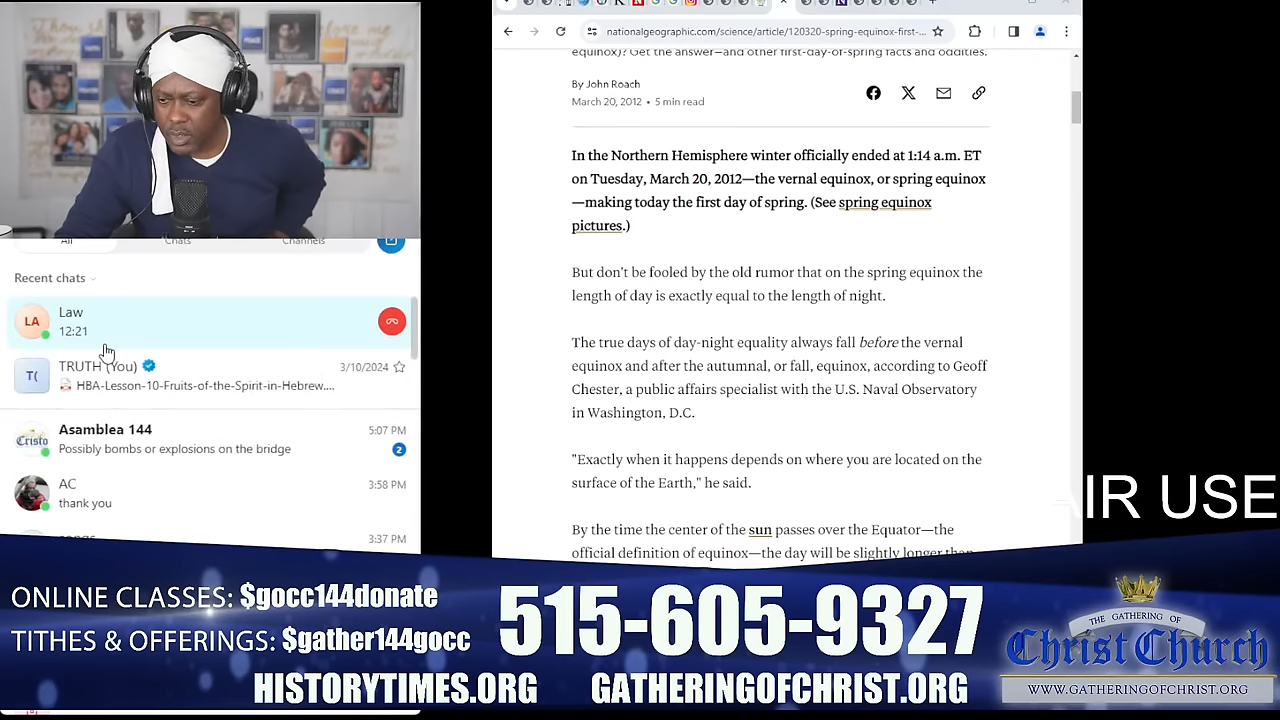 nationalgeographic.com/science/article/120320-spring-equinox-first-...
equinox)? Get the answer—and other first-day-of-spring facts and oddities.
By John Roach
March 20, 2012 • 5 min read
In the Northern Hemisphere winter officially ended at 1:14 a.m. ET
on Tuesday, March 20, 2012—the vernal equinox, or spring equinox
—making today the first day of spring. (See spring equinox
pictures.)
But don't be fooled by the old rumor that on the spring equinox the
length of day is exactly equal to the length of night.
The true days of day-night equality always fall before the vernal
equinox and after the autumnal, or fall, equinox, according to Geoff
Chester, a public affairs specialist with the U.S. Naval Observatory
in Washington, D.C.
"Exactly when it happens depends on where you are located on the
surface of the Earth," he said.
By the time the center of the sun passes over the Equator—the
official definition of equinox—the day will be slightly longer than
All Chats Channels
Recent chats
LA Law
12:21
T( TRUTH (You) 3/10/2024
HBA-Lesson-10-Fruits-of-the-Spirit-in-Hebrew....
Cristo
Asamblea 144 5:07 PM
Possibly bombs or explosions on the bridge 2
AC 3:58 PM
thank you
songs 3:37 PM
AIR USE
ONLINE CLASSES: $gocc144donate
TITHES & OFFERINGS: $gather144gocc
515-605-9327
HISTORYTIMES.ORG GATHERINGOFCHRIST.ORG
THE GATHERING OF
Christ Church
WWW.GATHERINGOFCHRIST.ORG